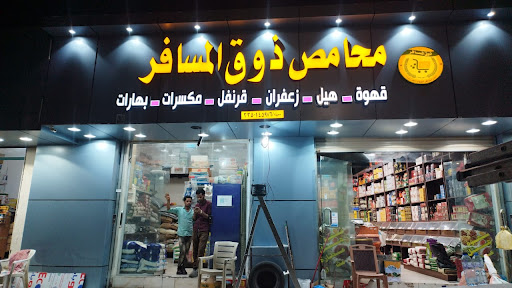 محامص ذوق المسافر
قهوة - هيل - زعفران - قرنفل - مكسرات - بهارات